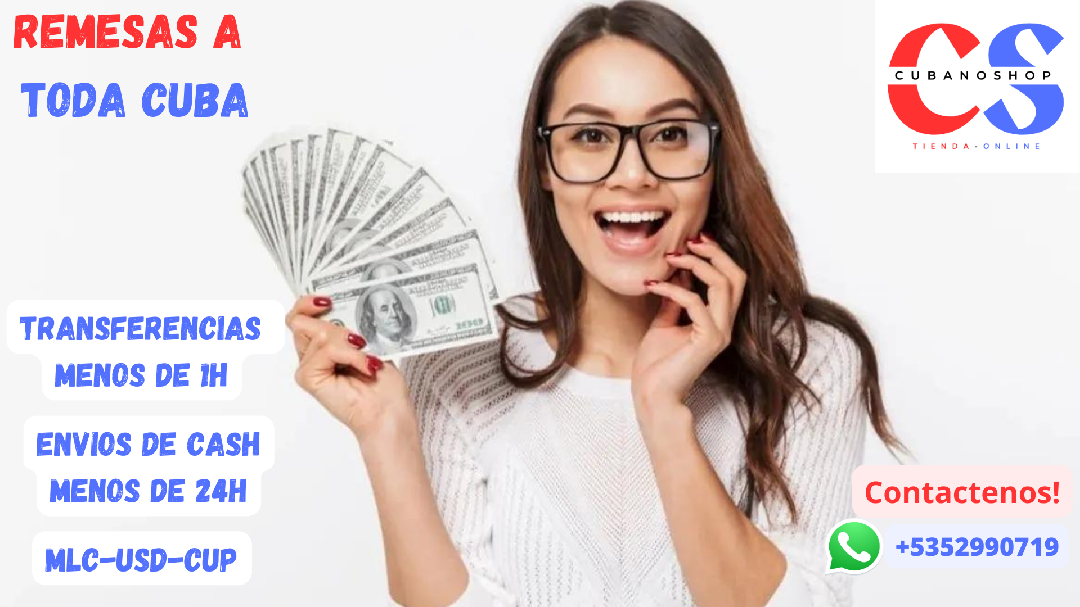 REMESAS A
TODA CUBA
CUBANOSHOP
TIENDA-ONLINE
TRANSFERENCIAS
MENOS DE 1H
ENVIOS DE CASH
MENOS DE 24H
MLC-USD-CUP
Contactenos!
+5352990719